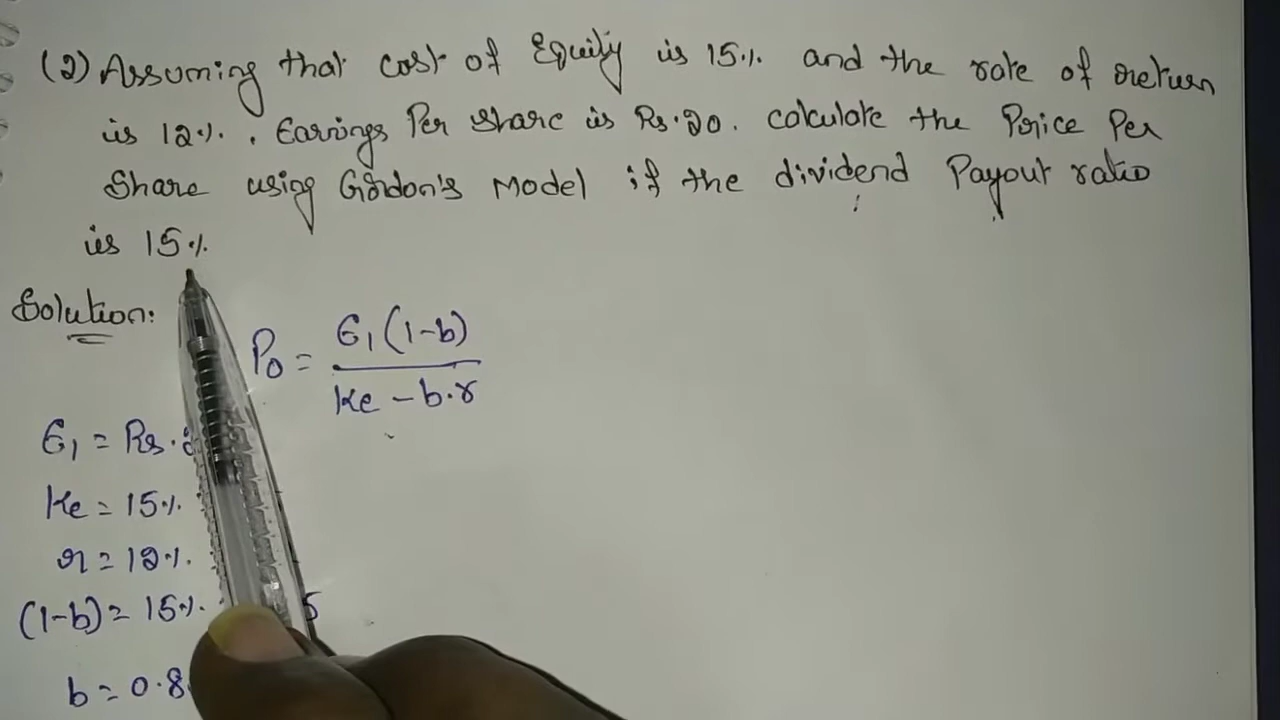 (2) Assuming that cost of Equity is 15% and the rate of return
is 12%. Earnings Per share is Rs.20. calculate the Price Per
Share using Gordon's Model if the dividend Payout ratio
is 15%
Solution:
P0 = E1(1-b) / Ke - b.r
E1 = Rs.
Ke = 15%
r = 12%.
(1-b) = 15%.
b = 0.8